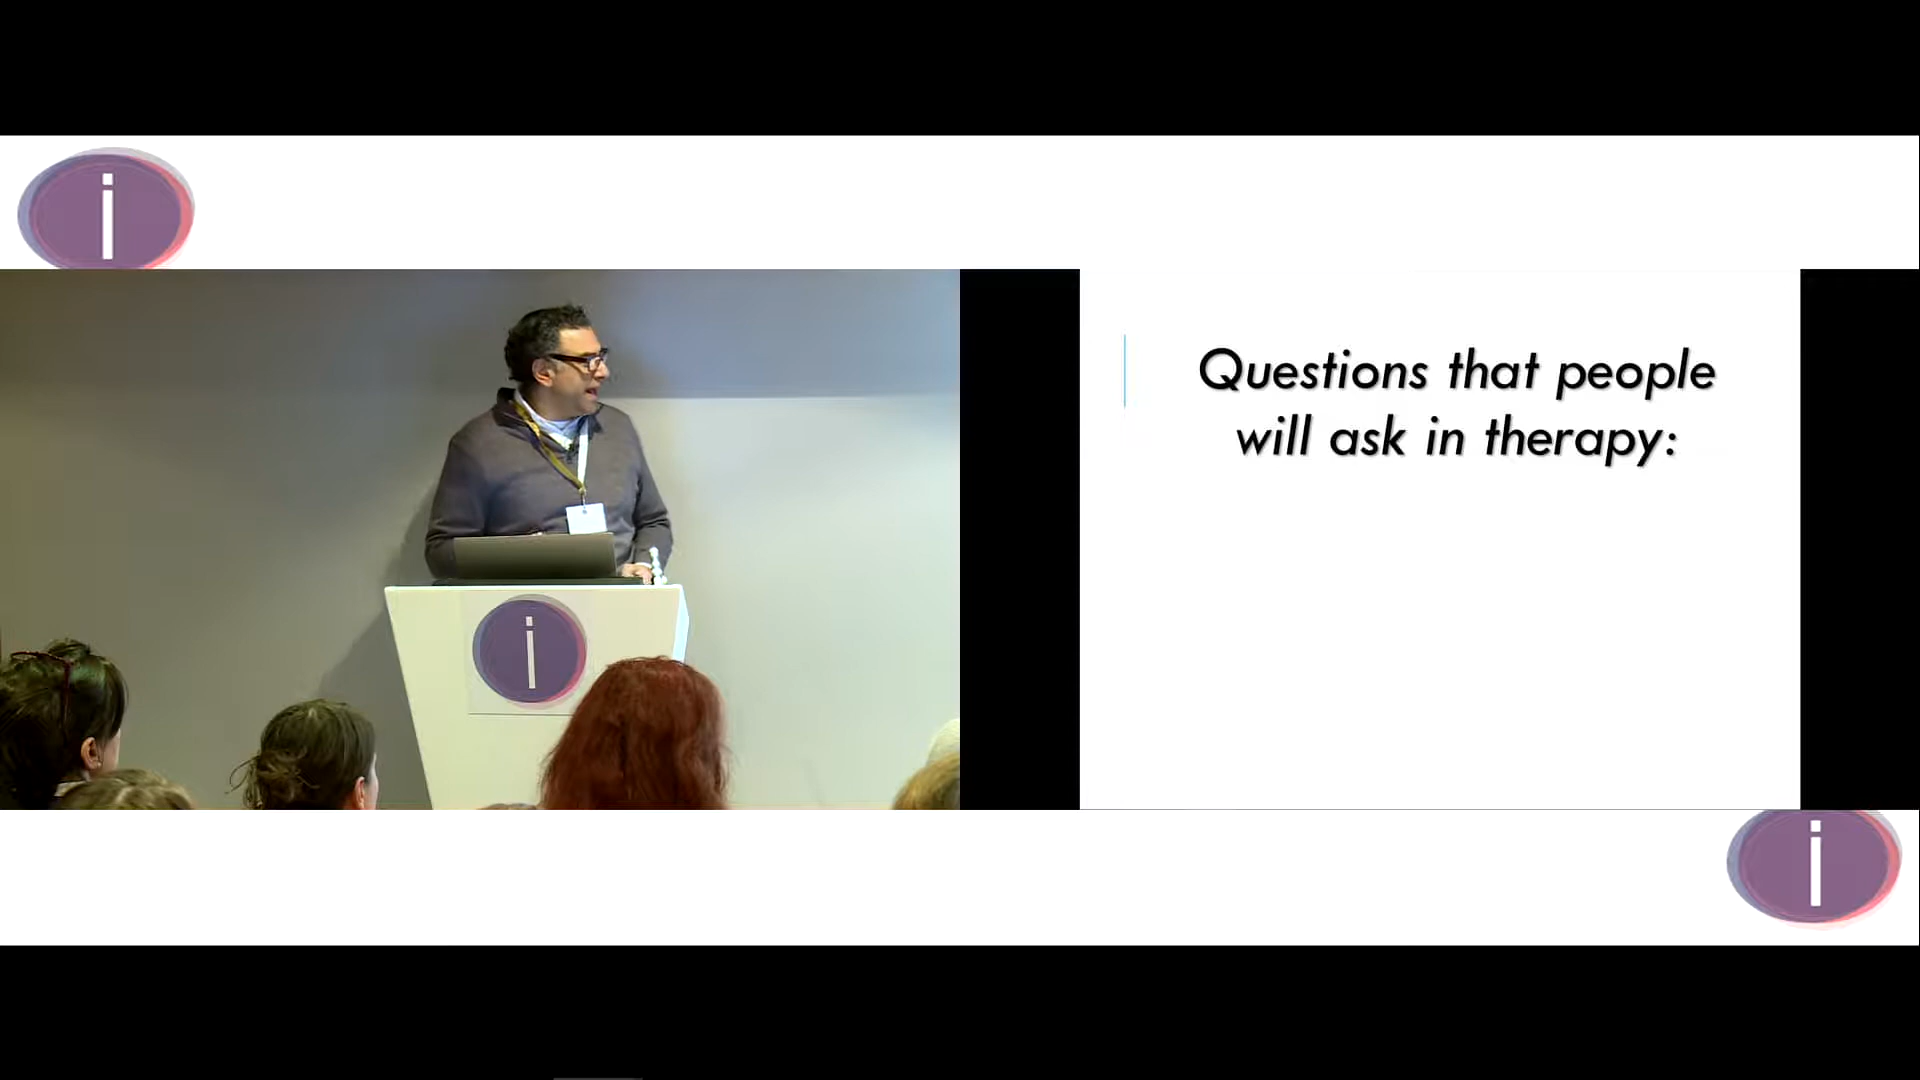 i
i
Questions that people
will ask in therapy:
i